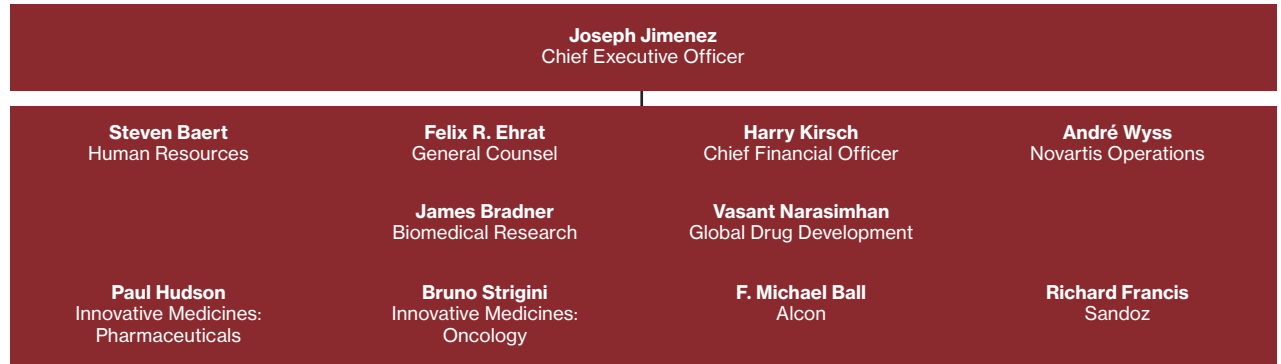 Joseph Jimenez
Chief Executive Officer
Steven Baert
Human Resources
Felix R. Ehrat
General Counsel
Harry Kirsch
Chief Financial Officer
André Wyss
Novartis Operations
James Bradner
Biomedical Research
Vasant Narasimhan
Global Drug Development
Paul Hudson
Innovative Medicines:
Pharmaceuticals
Bruno Strigini
Innovative Medicines:
Oncology
F. Michael Ball
Alcon
Richard Francis
Sandoz